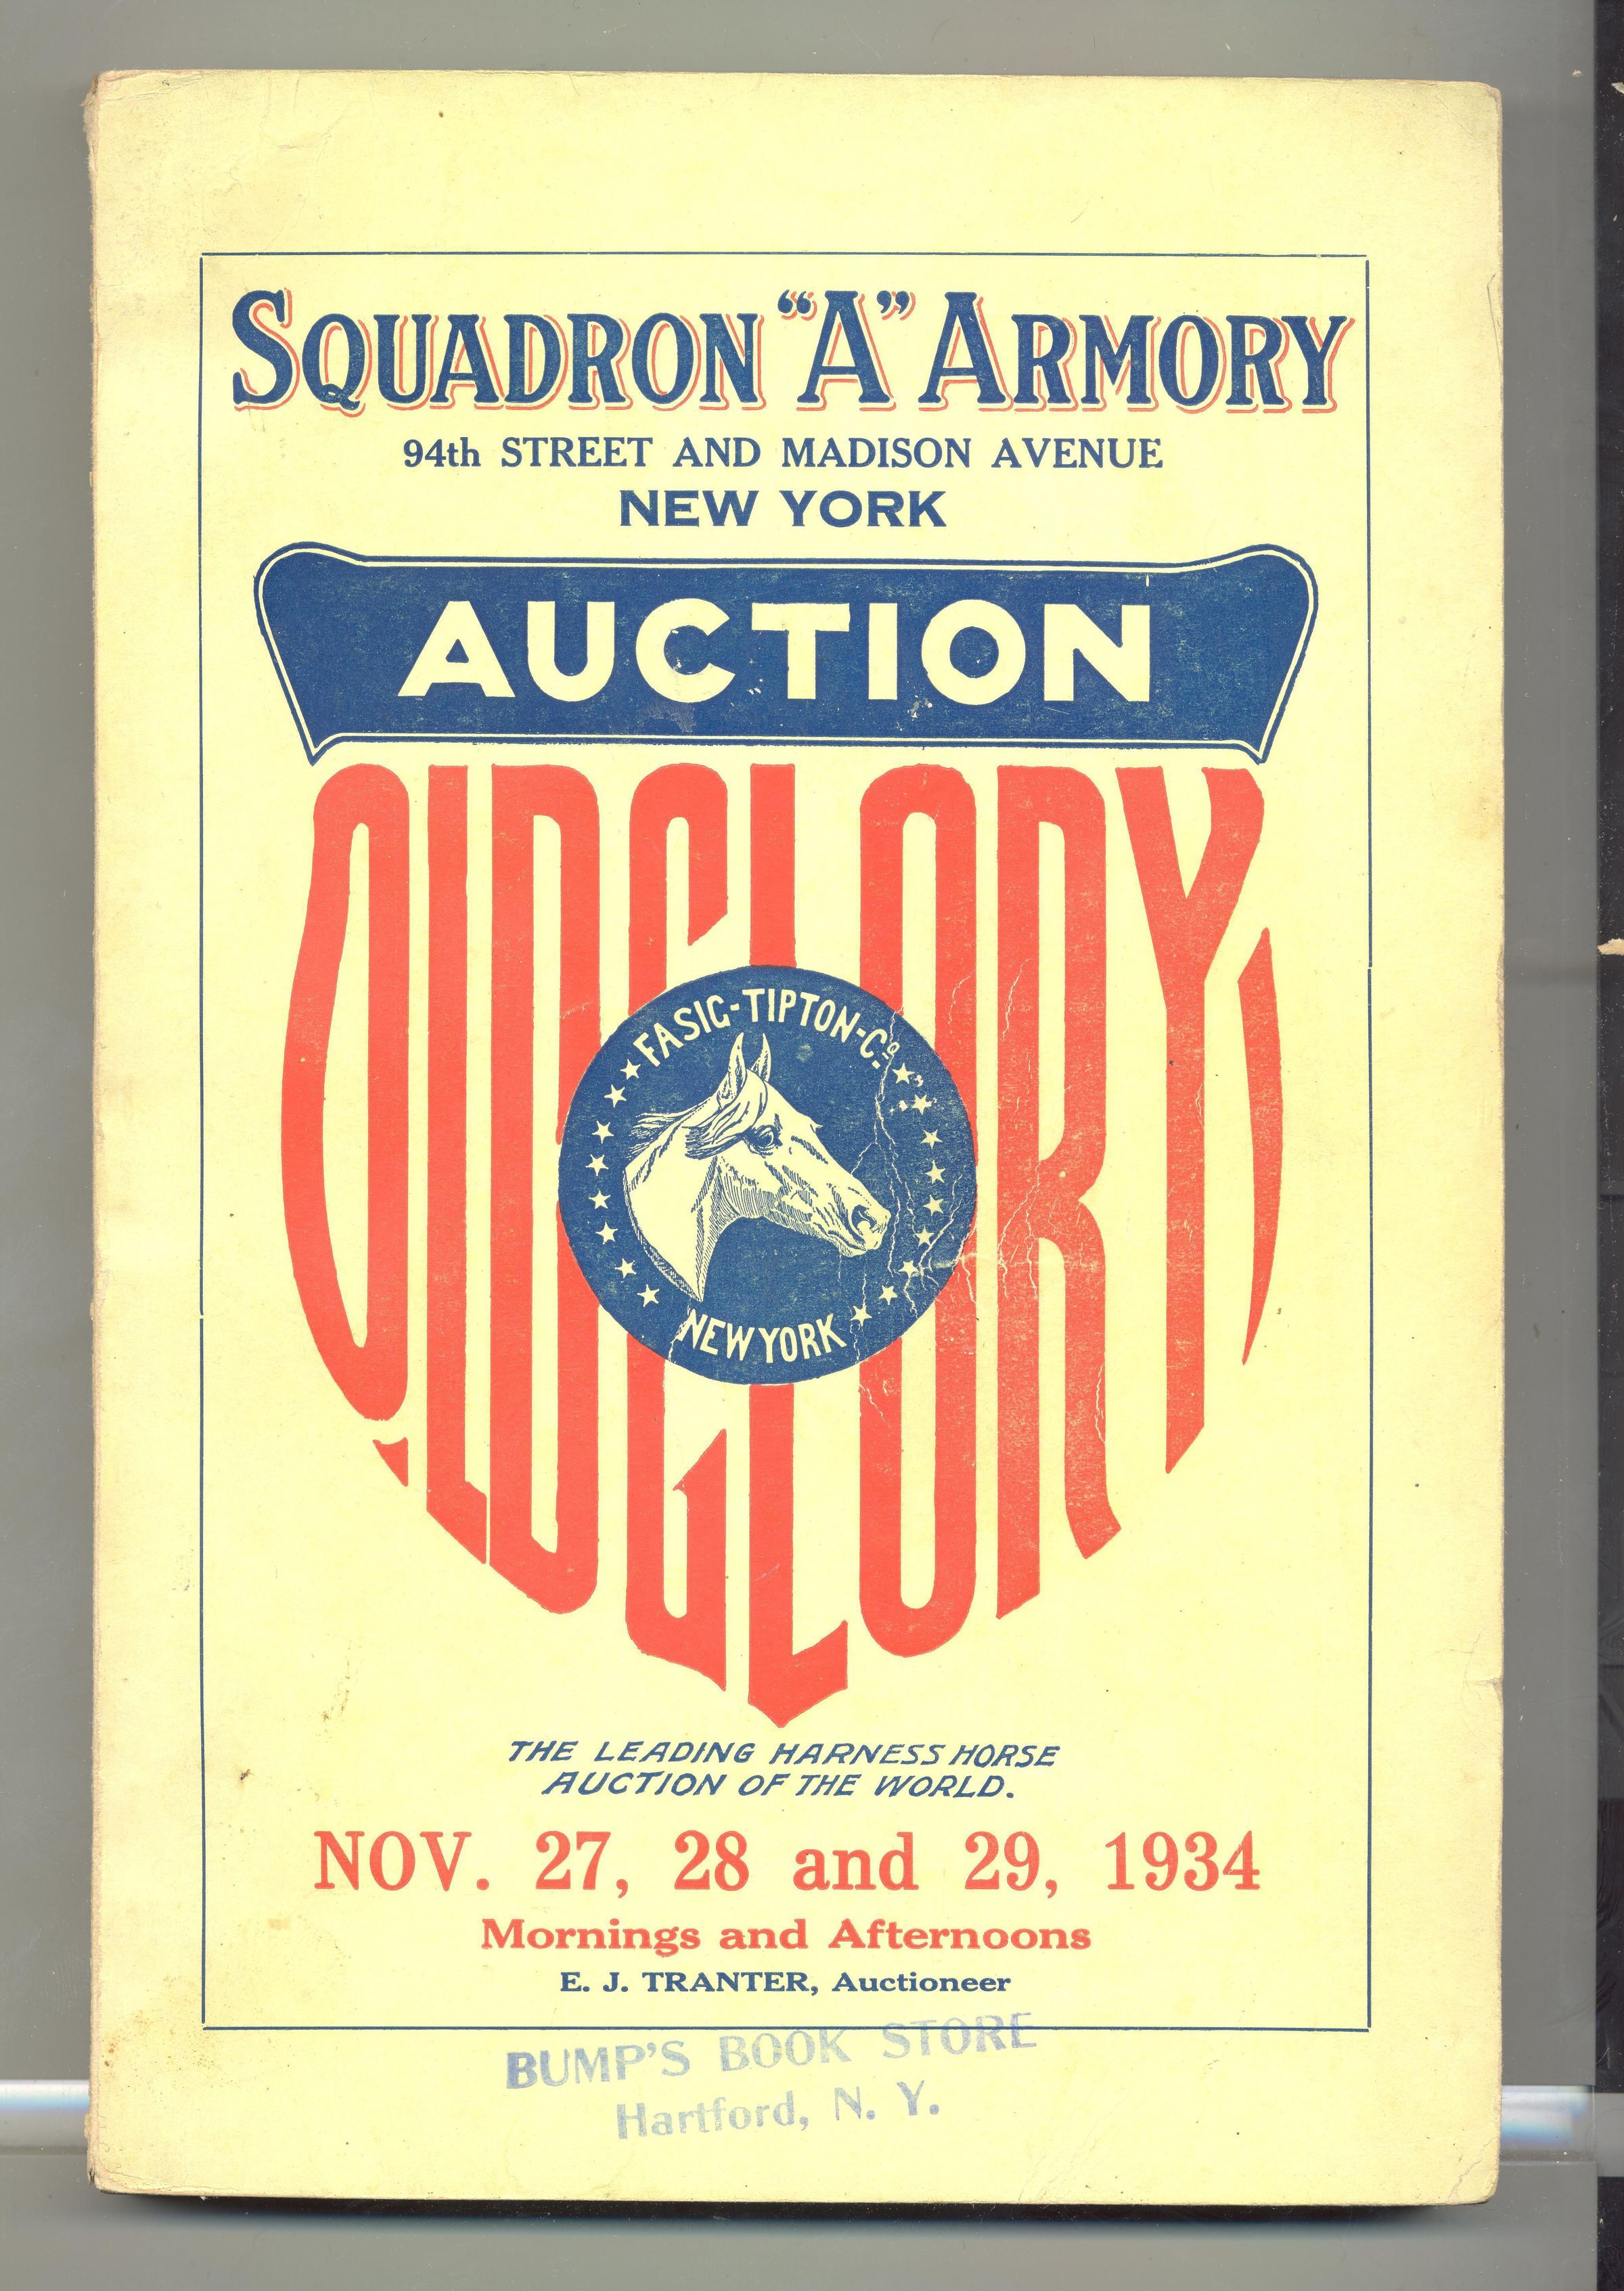 SQUADRON "A" ARMORY
94th STREET AND MADISON AVENUE
NEW YORK
AUCTION
OLD GLORY
FASIG-TIPTON-Co.
NEW YORK
THE LEADING HARNESS HORSE
AUCTION OF THE WORLD.
NOV. 27, 28 and 29, 1934
Mornings and Afternoons
E. J. TRANTER, Auctioneer
BUMP'S BOOK STORE
Hartford, N. Y.